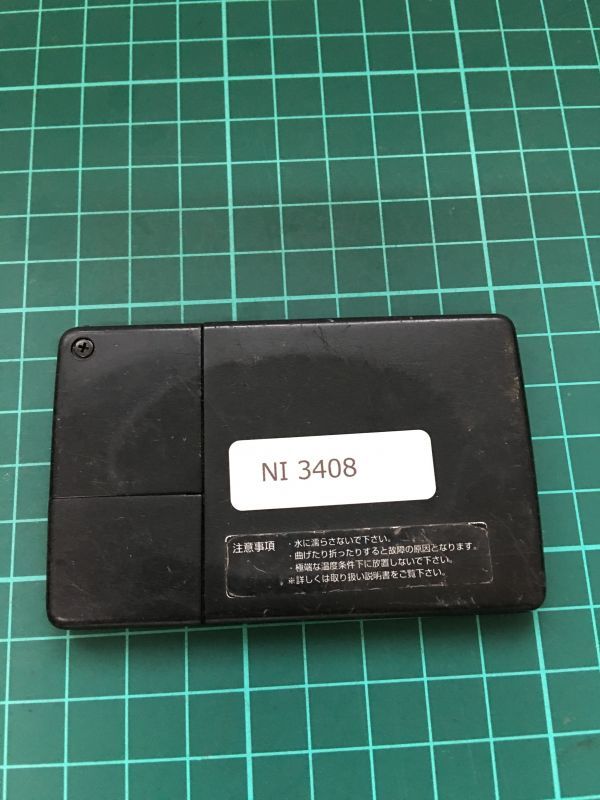 NI 3408
注意事項
・水に濡らさないで下さい。
・曲げたり折ったりすると故障の原因となります。
・極端な温度条件下に放置しないで下さい。
※詳しくは取り扱い説明書をご覧下さい。